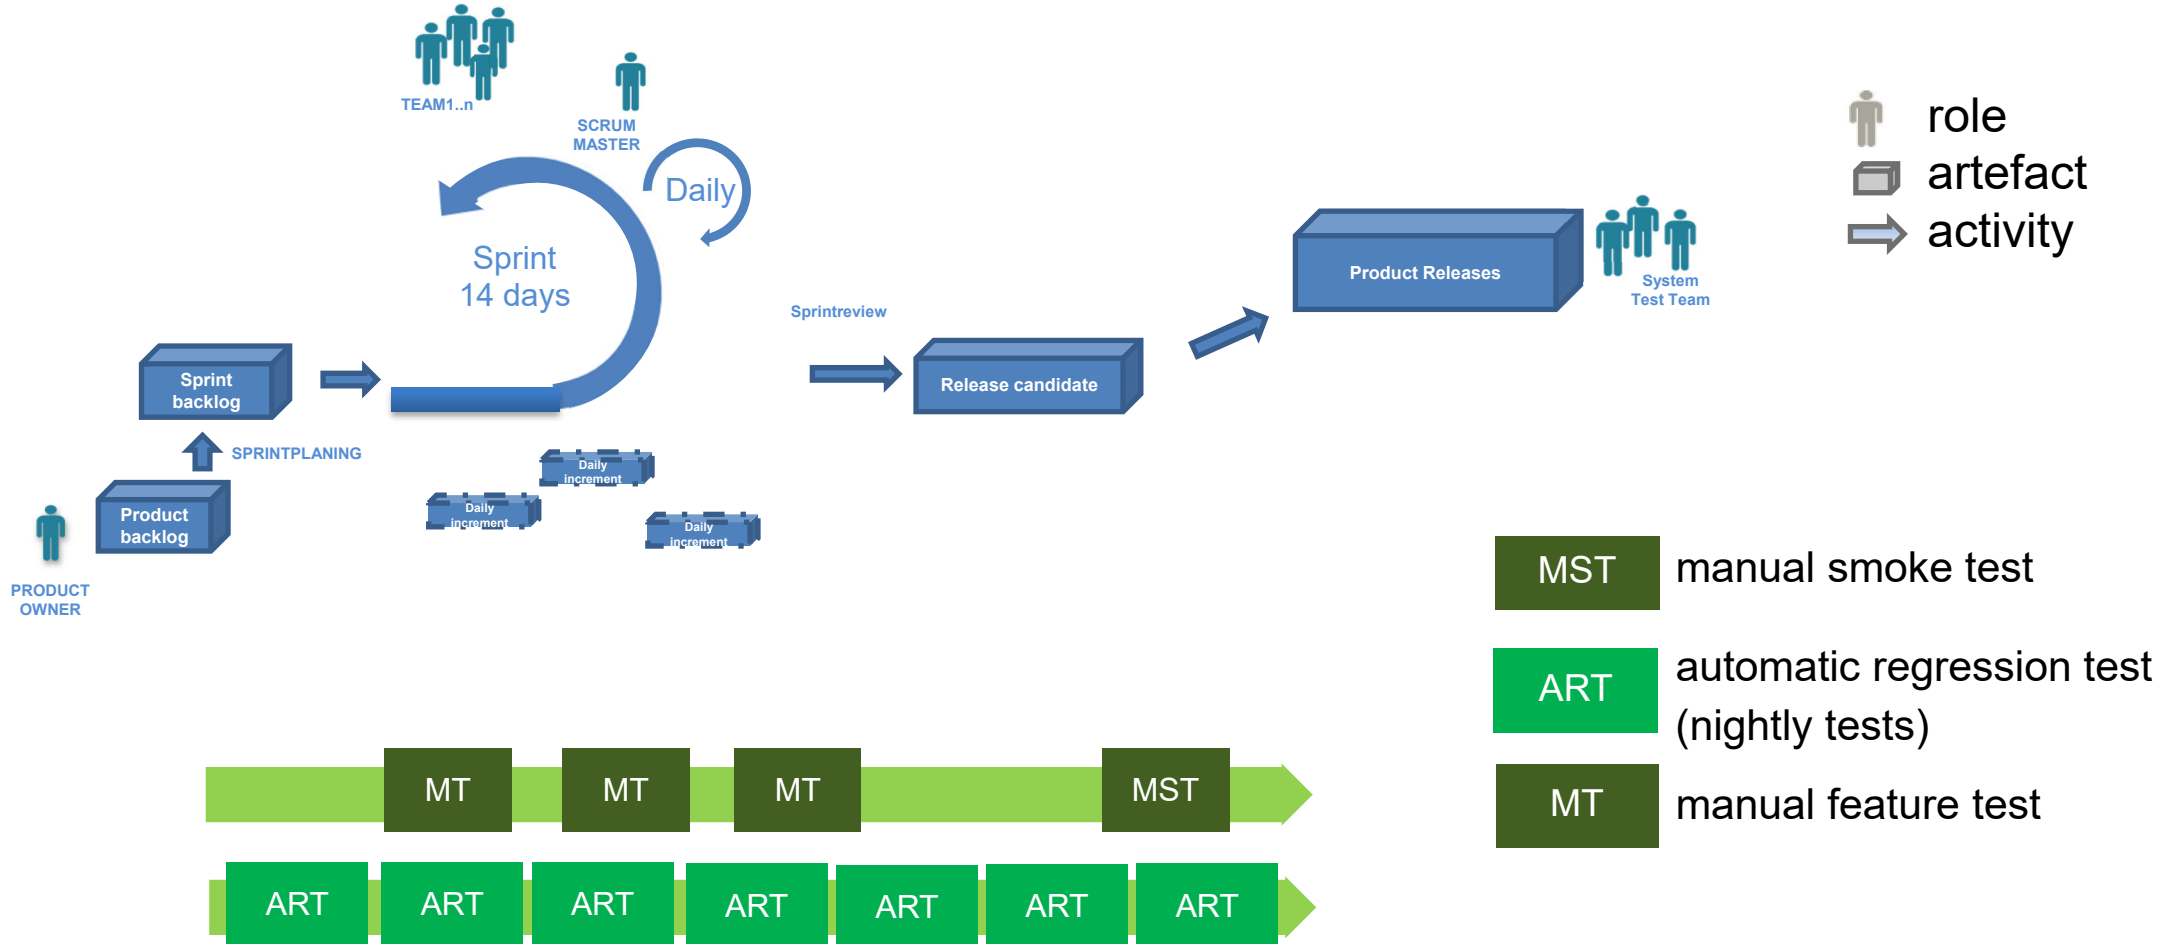 TEAM1..n
SCRUM
MASTER
Daily
Sprint
14 days
role
artefact
activity
Product Releases
System
Test Team
Sprintreview
Release candidate
Sprint
backlog
SPRINTPLANING
Product
backlog
PRODUCT
OWNER
Daily
increment
Daily
increment
Daily
increment
MST
manual smoke test
ART
automatic regression test
(nightly tests)
MT
manual feature test
MT
MT
MT
MST
ART
ART
ART
ART
ART
ART
ART